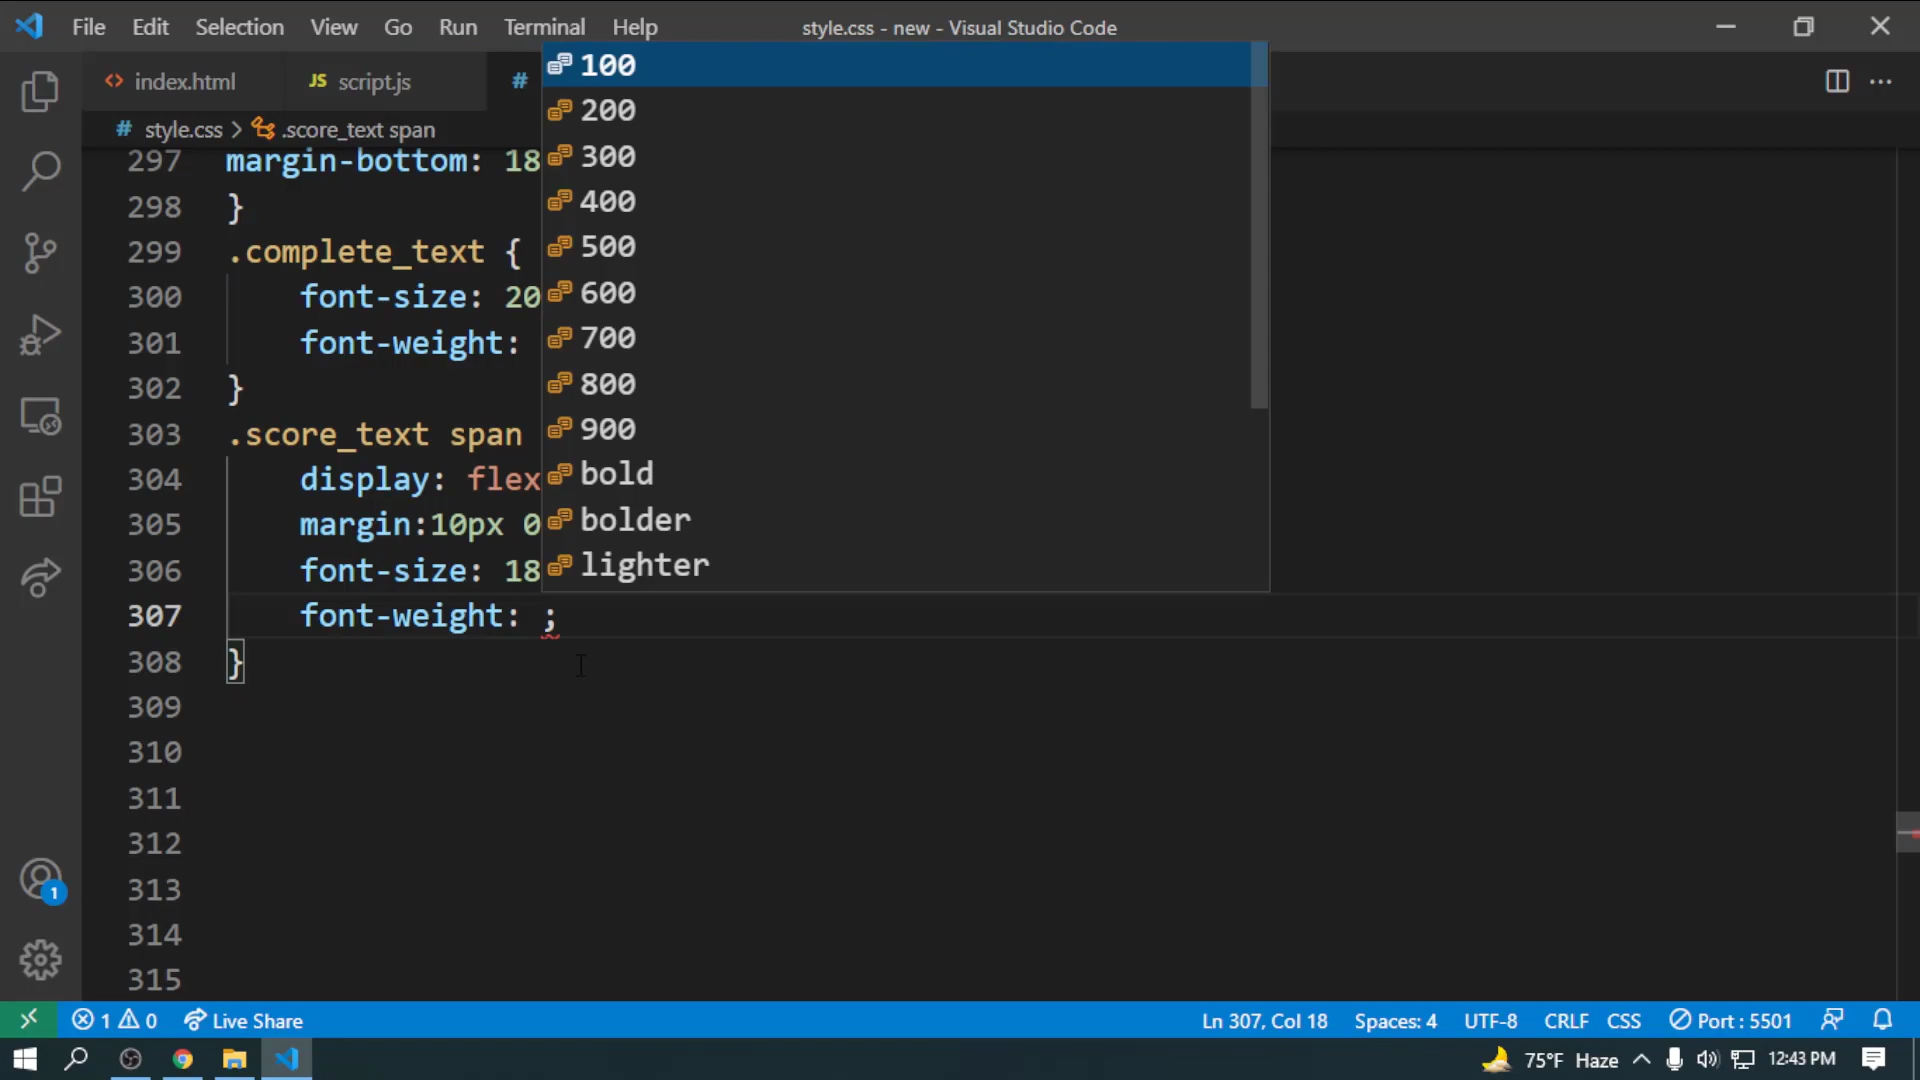 File Edit Selection View Go Run Terminal Help style.css - new - Visual Studio Code
<> index.html JS script.js #
# style.css > .score_text span
297 margin-bottom: 18
298 }
299 .complete_text {
300 font-size: 20
301 font-weight:
302 }
303 .score_text span
304 display: flex
305 margin:10px 0
306 font-size: 18
307 font-weight: ;
308 }
309
310
311
312
313
314
315
100
200
300
400
500
600
700
800
900
bold
bolder
lighter
1
1 0 Live Share Ln 307, Col 18 Spaces: 4 UTF-8 CRLF CSS Port : 5501
75°F Haze 12:43 PM